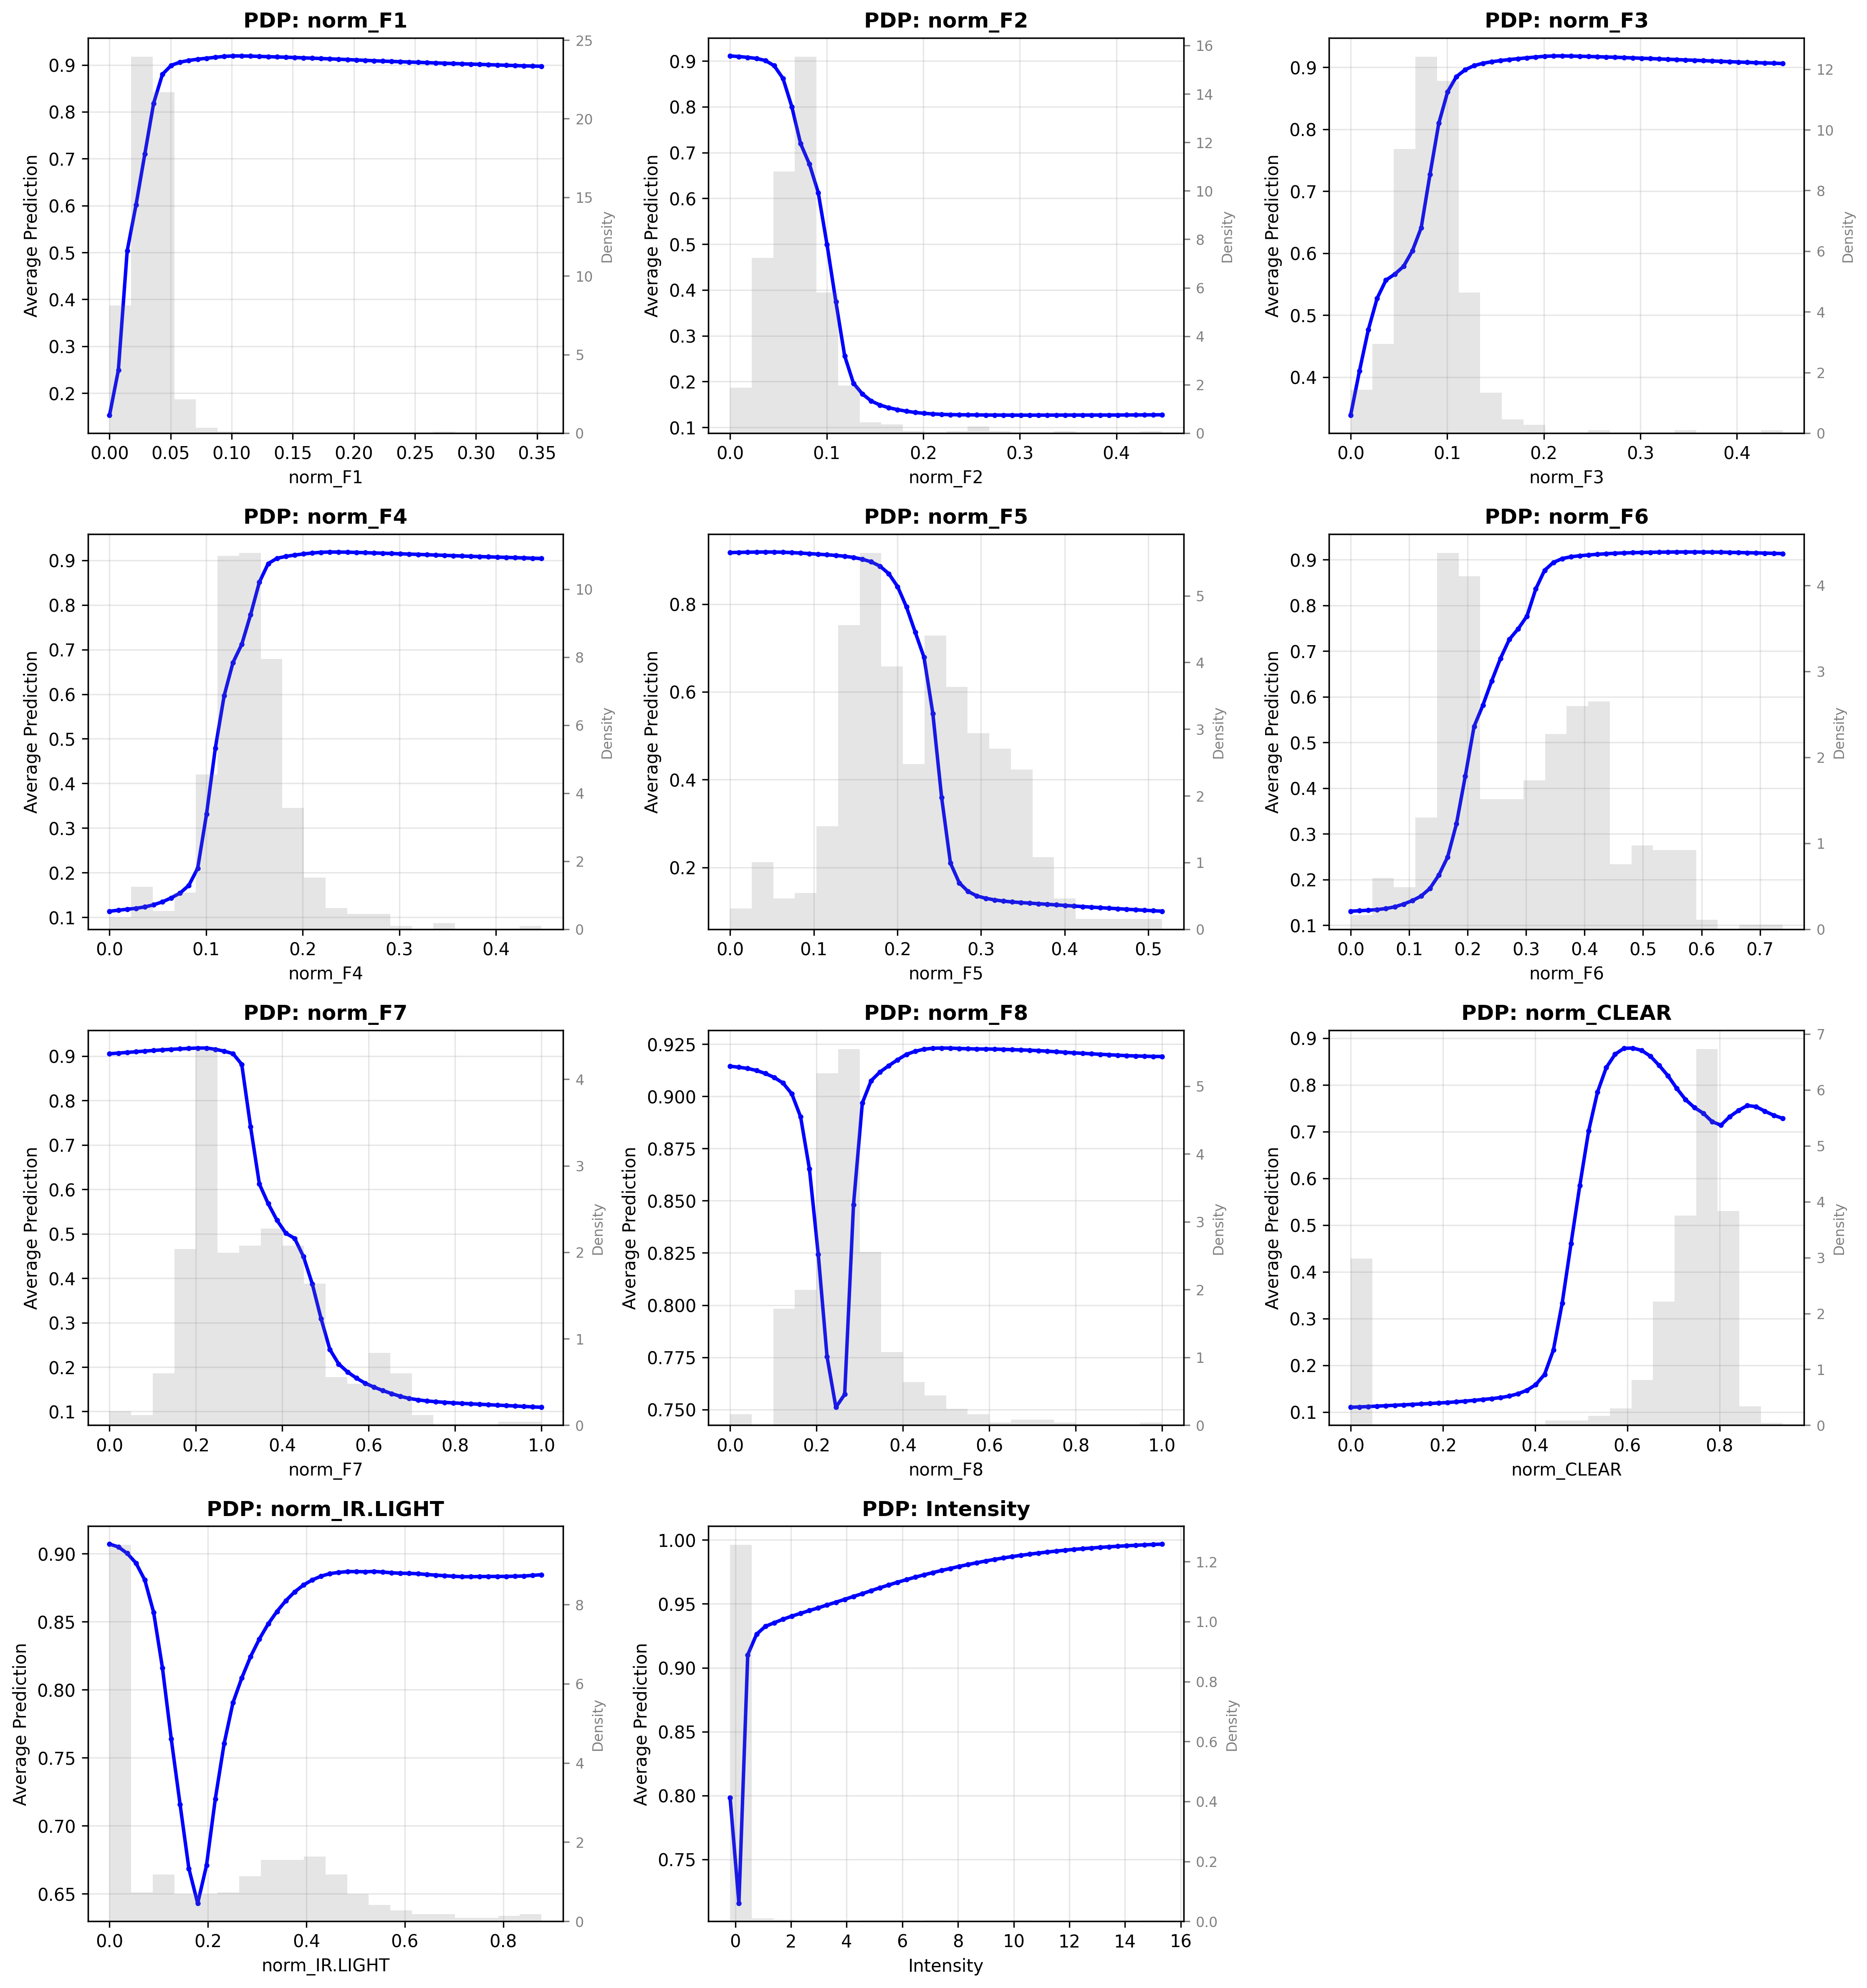 PDP: norm_F1
Average Prediction
0.9
0.8
0.7
0.6
0.5
0.4
0.3
0.2
0.00 0.05 0.10 0.15 0.20 0.25 0.30 0.35
norm_F1
25
20
15
10
5
0
Density
PDP: norm_F2
Average Prediction
0.9
0.8
0.7
0.6
0.5
0.4
0.3
0.2
0.1
0.0 0.1 0.2 0.3 0.4
norm_F2
16
14
12
10
8
6
4
2
0
Density
PDP: norm_F3
Average Prediction
0.9
0.8
0.7
0.6
0.5
0.4
0.0 0.1 0.2 0.3 0.4
norm_F3
12
10
8
6
4
2
0
Density
PDP: norm_F4
Average Prediction
0.9
0.8
0.7
0.6
0.5
0.4
0.3
0.2
0.1
0.0 0.1 0.2 0.3 0.4
norm_F4
10
8
6
4
2
0
Density
PDP: norm_F5
Average Prediction
0.8
0.6
0.4
0.2
0.0 0.1 0.2 0.3 0.4 0.5
norm_F5
5
4
3
2
1
0
Density
PDP: norm_F6
Average Prediction
0.9
0.8
0.7
0.6
0.5
0.4
0.3
0.2
0.1
0.0 0.1 0.2 0.3 0.4 0.5 0.6 0.7
norm_F6
4
3
2
1
0
Density
PDP: norm_F7
Average Prediction
0.9
0.8
0.7
0.6
0.5
0.4
0.3
0.2
0.1
0.0 0.2 0.4 0.6 0.8 1.0
norm_F7
4
3
2
1
0
Density
PDP: norm_F8
Average Prediction
0.925
0.900
0.875
0.850
0.825
0.800
0.775
0.750
0.0 0.2 0.4 0.6 0.8 1.0
norm_F8
5
4
3
2
1
0
Density
PDP: norm_CLEAR
Average Prediction
0.9
0.8
0.7
0.6
0.5
0.4
0.3
0.2
0.1
0.0 0.2 0.4 0.6 0.8
norm_CLEAR
7
6
5
4
3
2
1
0
Density
PDP: norm_IR.LIGHT
Average Prediction
0.90
0.85
0.80
0.75
0.70
0.65
0.0 0.2 0.4 0.6 0.8
norm_IR.LIGHT
8
6
4
2
0
Density
PDP: Intensity
Average Prediction
1.00
0.95
0.90
0.85
0.80
0.75
0 2 4 6 8 10 12 14 16
Intensity
1.2
1.0
0.8
0.6
0.4
0.2
0.0
Density